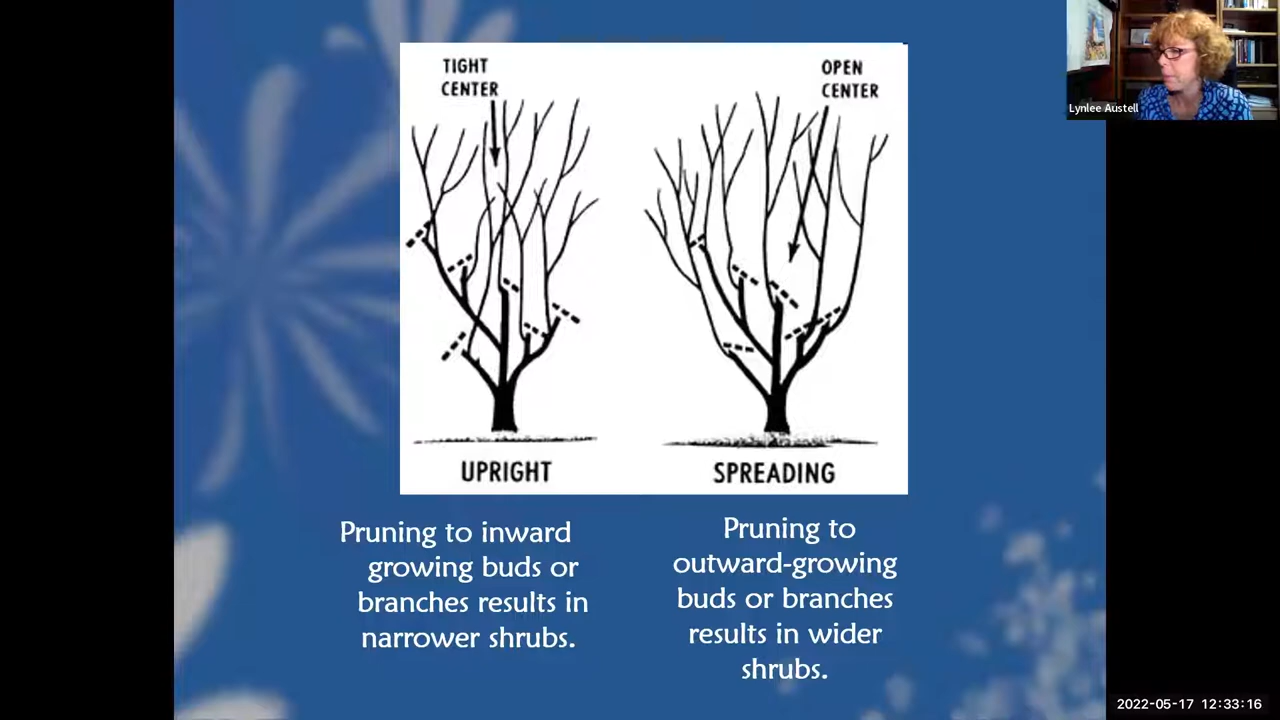 TIGHT
CENTER
OPEN
CENTER
UPRIGHT
SPREADING
Pruning to inward
growing buds or
branches results in
narrower shrubs.
Pruning to
outward-growing
buds or branches
results in wider
shrubs.
Lynlee Austell
2022-05-17 12:33:16